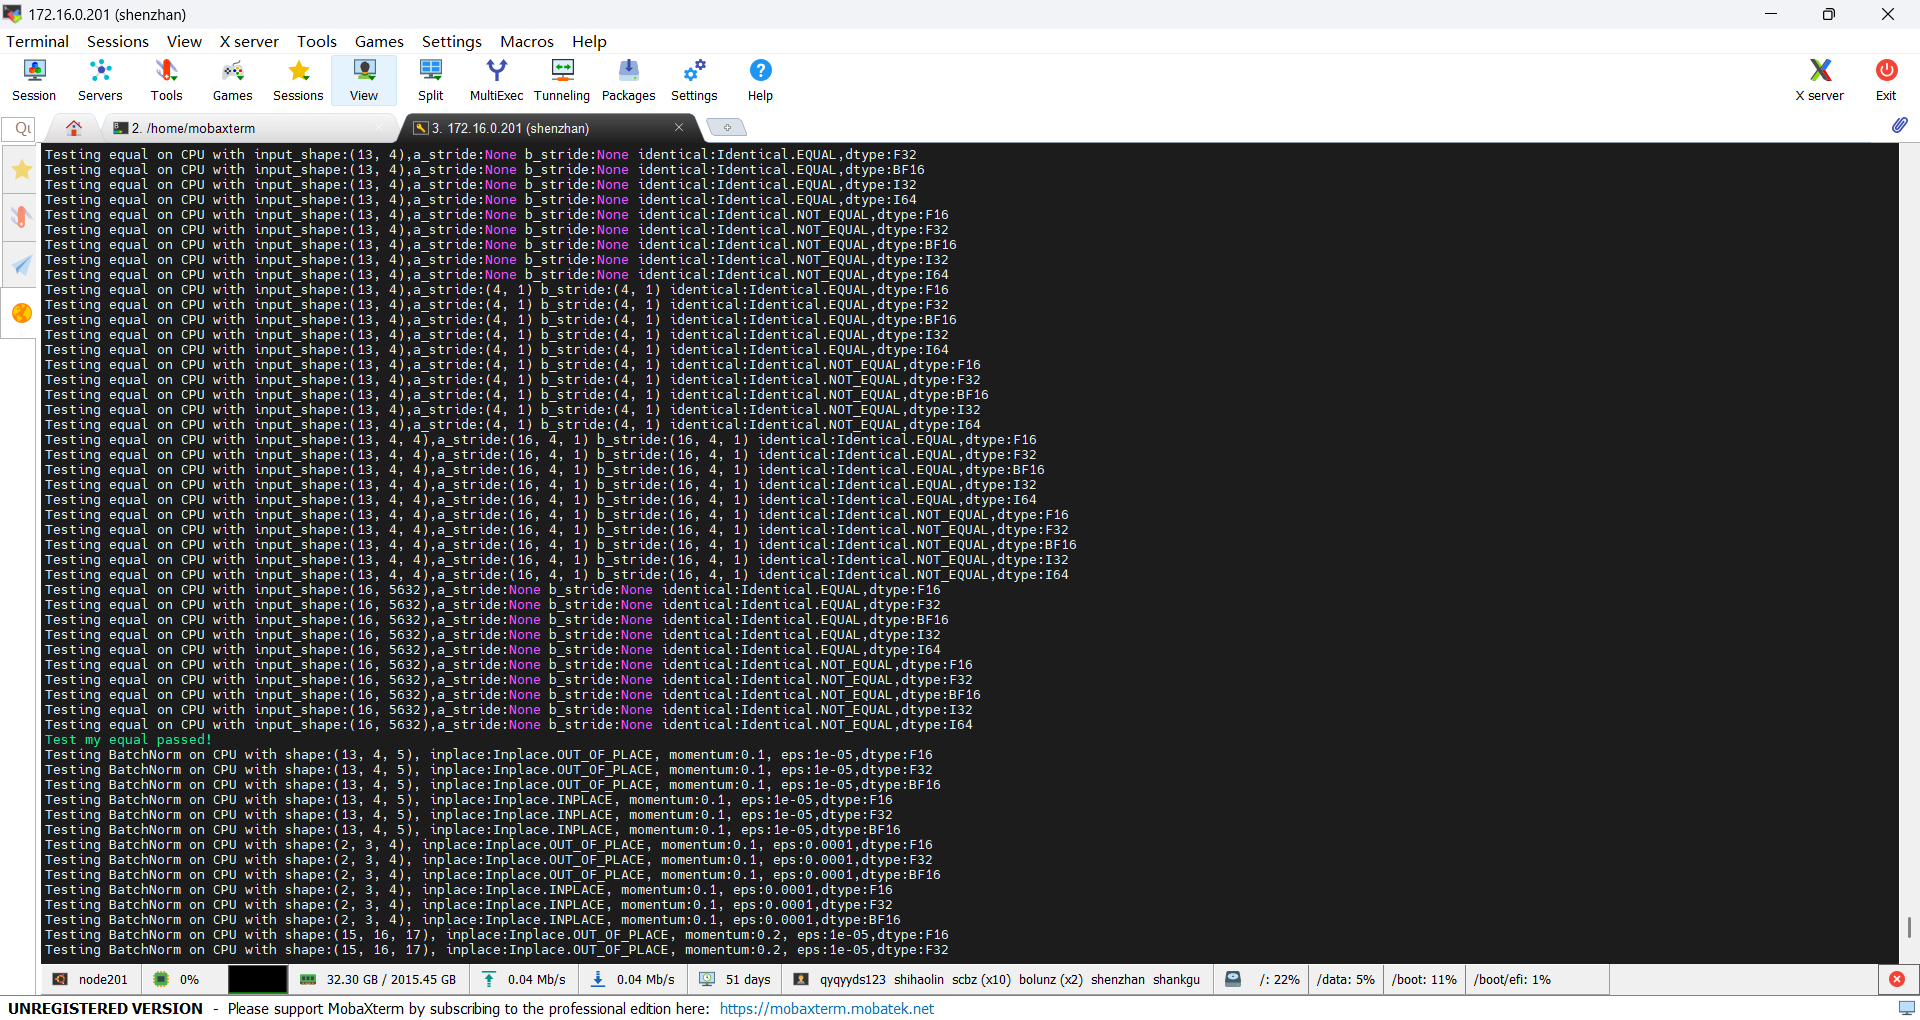 172.16.0.201 (shenzhan)
Terminal Sessions View X server Tools Games Settings Macros Help
Session Servers Tools Games Sessions View Split MultiExec Tunneling Packages Settings Help X server Exit
2. /home/mobaxterm 3. 172.16.0.201 (shenzhan)
Testing equal on CPU with input_shape:(13, 4),a_stride:None b_stride:None identical:Identical.EQUAL,dtype:F32
Testing equal on CPU with input_shape:(13, 4),a_stride:None b_stride:None identical:Identical.EQUAL,dtype:BF16
Testing equal on CPU with input_shape:(13, 4),a_stride:None b_stride:None identical:Identical.EQUAL,dtype:I32
Testing equal on CPU with input_shape:(13, 4),a_stride:None b_stride:None identical:Identical.EQUAL,dtype:I64
Testing equal on CPU with input_shape:(13, 4),a_stride:None b_stride:None identical:Identical.NOT_EQUAL,dtype:F16
Testing equal on CPU with input_shape:(13, 4),a_stride:None b_stride:None identical:Identical.NOT_EQUAL,dtype:F32
Testing equal on CPU with input_shape:(13, 4),a_stride:None b_stride:None identical:Identical.NOT_EQUAL,dtype:BF16
Testing equal on CPU with input_shape:(13, 4),a_stride:None b_stride:None identical:Identical.NOT_EQUAL,dtype:I32
Testing equal on CPU with input_shape:(13, 4),a_stride:None b_stride:None identical:Identical.NOT_EQUAL,dtype:I64
Testing equal on CPU with input_shape:(13, 4),a_stride:(4, 1) b_stride:(4, 1) identical:Identical.EQUAL,dtype:F16
Testing equal on CPU with input_shape:(13, 4),a_stride:(4, 1) b_stride:(4, 1) identical:Identical.EQUAL,dtype:F32
Testing equal on CPU with input_shape:(13, 4),a_stride:(4, 1) b_stride:(4, 1) identical:Identical.EQUAL,dtype:BF16
Testing equal on CPU with input_shape:(13, 4),a_stride:(4, 1) b_stride:(4, 1) identical:Identical.EQUAL,dtype:I32
Testing equal on CPU with input_shape:(13, 4),a_stride:(4, 1) b_stride:(4, 1) identical:Identical.EQUAL,dtype:I64
Testing equal on CPU with input_shape:(13, 4),a_stride:(4, 1) b_stride:(4, 1) identical:Identical.NOT_EQUAL,dtype:F16
Testing equal on CPU with input_shape:(13, 4),a_stride:(4, 1) b_stride:(4, 1) identical:Identical.NOT_EQUAL,dtype:F32
Testing equal on CPU with input_shape:(13, 4),a_stride:(4, 1) b_stride:(4, 1) identical:Identical.NOT_EQUAL,dtype:BF16
Testing equal on CPU with input_shape:(13, 4),a_stride:(4, 1) b_stride:(4, 1) identical:Identical.NOT_EQUAL,dtype:I32
Testing equal on CPU with input_shape:(13, 4),a_stride:(4, 1) b_stride:(4, 1) identical:Identical.NOT_EQUAL,dtype:I64
Testing equal on CPU with input_shape:(13, 4, 4),a_stride:(16, 4, 1) b_stride:(16, 4, 1) identical:Identical.EQUAL,dtype:F16
Testing equal on CPU with input_shape:(13, 4, 4),a_stride:(16, 4, 1) b_stride:(16, 4, 1) identical:Identical.EQUAL,dtype:F32
Testing equal on CPU with input_shape:(13, 4, 4),a_stride:(16, 4, 1) b_stride:(16, 4, 1) identical:Identical.EQUAL,dtype:BF16
Testing equal on CPU with input_shape:(13, 4, 4),a_stride:(16, 4, 1) b_stride:(16, 4, 1) identical:Identical.EQUAL,dtype:I32
Testing equal on CPU with input_shape:(13, 4, 4),a_stride:(16, 4, 1) b_stride:(16, 4, 1) identical:Identical.EQUAL,dtype:I64
Testing equal on CPU with input_shape:(13, 4, 4),a_stride:(16, 4, 1) b_stride:(16, 4, 1) identical:Identical.NOT_EQUAL,dtype:F16
Testing equal on CPU with input_shape:(13, 4, 4),a_stride:(16, 4, 1) b_stride:(16, 4, 1) identical:Identical.NOT_EQUAL,dtype:F32
Testing equal on CPU with input_shape:(13, 4, 4),a_stride:(16, 4, 1) b_stride:(16, 4, 1) identical:Identical.NOT_EQUAL,dtype:BF16
Testing equal on CPU with input_shape:(13, 4, 4),a_stride:(16, 4, 1) b_stride:(16, 4, 1) identical:Identical.NOT_EQUAL,dtype:I32
Testing equal on CPU with input_shape:(13, 4, 4),a_stride:(16, 4, 1) b_stride:(16, 4, 1) identical:Identical.NOT_EQUAL,dtype:I64
Testing equal on CPU with input_shape:(16, 5632),a_stride:None b_stride:None identical:Identical.EQUAL,dtype:F16
Testing equal on CPU with input_shape:(16, 5632),a_stride:None b_stride:None identical:Identical.EQUAL,dtype:F32
Testing equal on CPU with input_shape:(16, 5632),a_stride:None b_stride:None identical:Identical.EQUAL,dtype:BF16
Testing equal on CPU with input_shape:(16, 5632),a_stride:None b_stride:None identical:Identical.EQUAL,dtype:I32
Testing equal on CPU with input_shape:(16, 5632),a_stride:None b_stride:None identical:Identical.EQUAL,dtype:I64
Testing equal on CPU with input_shape:(16, 5632),a_stride:None b_stride:None identical:Identical.NOT_EQUAL,dtype:F16
Testing equal on CPU with input_shape:(16, 5632),a_stride:None b_stride:None identical:Identical.NOT_EQUAL,dtype:F32
Testing equal on CPU with input_shape:(16, 5632),a_stride:None b_stride:None identical:Identical.NOT_EQUAL,dtype:BF16
Testing equal on CPU with input_shape:(16, 5632),a_stride:None b_stride:None identical:Identical.NOT_EQUAL,dtype:I32
Testing equal on CPU with input_shape:(16, 5632),a_stride:None b_stride:None identical:Identical.NOT_EQUAL,dtype:I64
Test my equal passed!
Testing BatchNorm on CPU with shape:(13, 4, 5), inplace:Inplace.OUT_OF_PLACE, momentum:0.1, eps:1e-05,dtype:F16
Testing BatchNorm on CPU with shape:(13, 4, 5), inplace:Inplace.OUT_OF_PLACE, momentum:0.1, eps:1e-05,dtype:F32
Testing BatchNorm on CPU with shape:(13, 4, 5), inplace:Inplace.OUT_OF_PLACE, momentum:0.1, eps:1e-05,dtype:BF16
Testing BatchNorm on CPU with shape:(13, 4, 5), inplace:Inplace.INPLACE, momentum:0.1, eps:1e-05,dtype:F16
Testing BatchNorm on CPU with shape:(13, 4, 5), inplace:Inplace.INPLACE, momentum:0.1, eps:1e-05,dtype:F32
Testing BatchNorm on CPU with shape:(13, 4, 5), inplace:Inplace.INPLACE, momentum:0.1, eps:1e-05,dtype:BF16
Testing BatchNorm on CPU with shape:(2, 3, 4), inplace:Inplace.OUT_OF_PLACE, momentum:0.1, eps:0.0001,dtype:F16
Testing BatchNorm on CPU with shape:(2, 3, 4), inplace:Inplace.OUT_OF_PLACE, momentum:0.1, eps:0.0001,dtype:F32
Testing BatchNorm on CPU with shape:(2, 3, 4), inplace:Inplace.OUT_OF_PLACE, momentum:0.1, eps:0.0001,dtype:BF16
Testing BatchNorm on CPU with shape:(2, 3, 4), inplace:Inplace.INPLACE, momentum:0.1, eps:0.0001,dtype:F16
Testing BatchNorm on CPU with shape:(2, 3, 4), inplace:Inplace.INPLACE, momentum:0.1, eps:0.0001,dtype:F32
Testing BatchNorm on CPU with shape:(2, 3, 4), inplace:Inplace.INPLACE, momentum:0.1, eps:0.0001,dtype:BF16
Testing BatchNorm on CPU with shape:(15, 16, 17), inplace:Inplace.OUT_OF_PLACE, momentum:0.2, eps:1e-05,dtype:F16
Testing BatchNorm on CPU with shape:(15, 16, 17), inplace:Inplace.OUT_OF_PLACE, momentum:0.2, eps:1e-05,dtype:F32
node201 0% 32.30 GB / 2015.45 GB 0.04 Mb/s 0.04 Mb/s 51 days qyqyyds123 shihaolin scbz (x10) bolunz (x2) shenzhan shankgu /: 22% /data: 5% /boot: 11% /boot/efi: 1%
UNREGISTERED VERSION - Please support MobaXterm by subscribing to the professional edition here: https://mobaxterm.mobatek.net